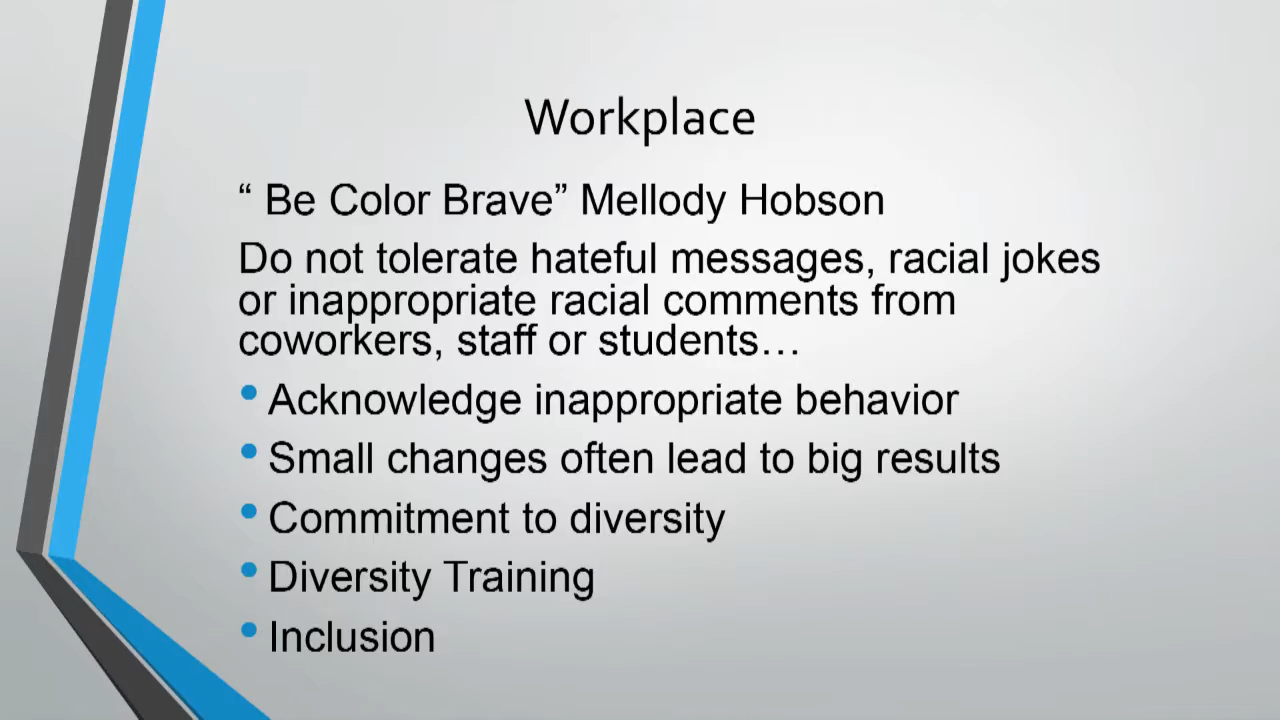 Workplace
“ Be Color Brave” Mellody Hobson
Do not tolerate hateful messages, racial jokes
or inappropriate racial comments from
coworkers, staff or students…
• Acknowledge inappropriate behavior
• Small changes often lead to big results
• Commitment to diversity
• Diversity Training
• Inclusion